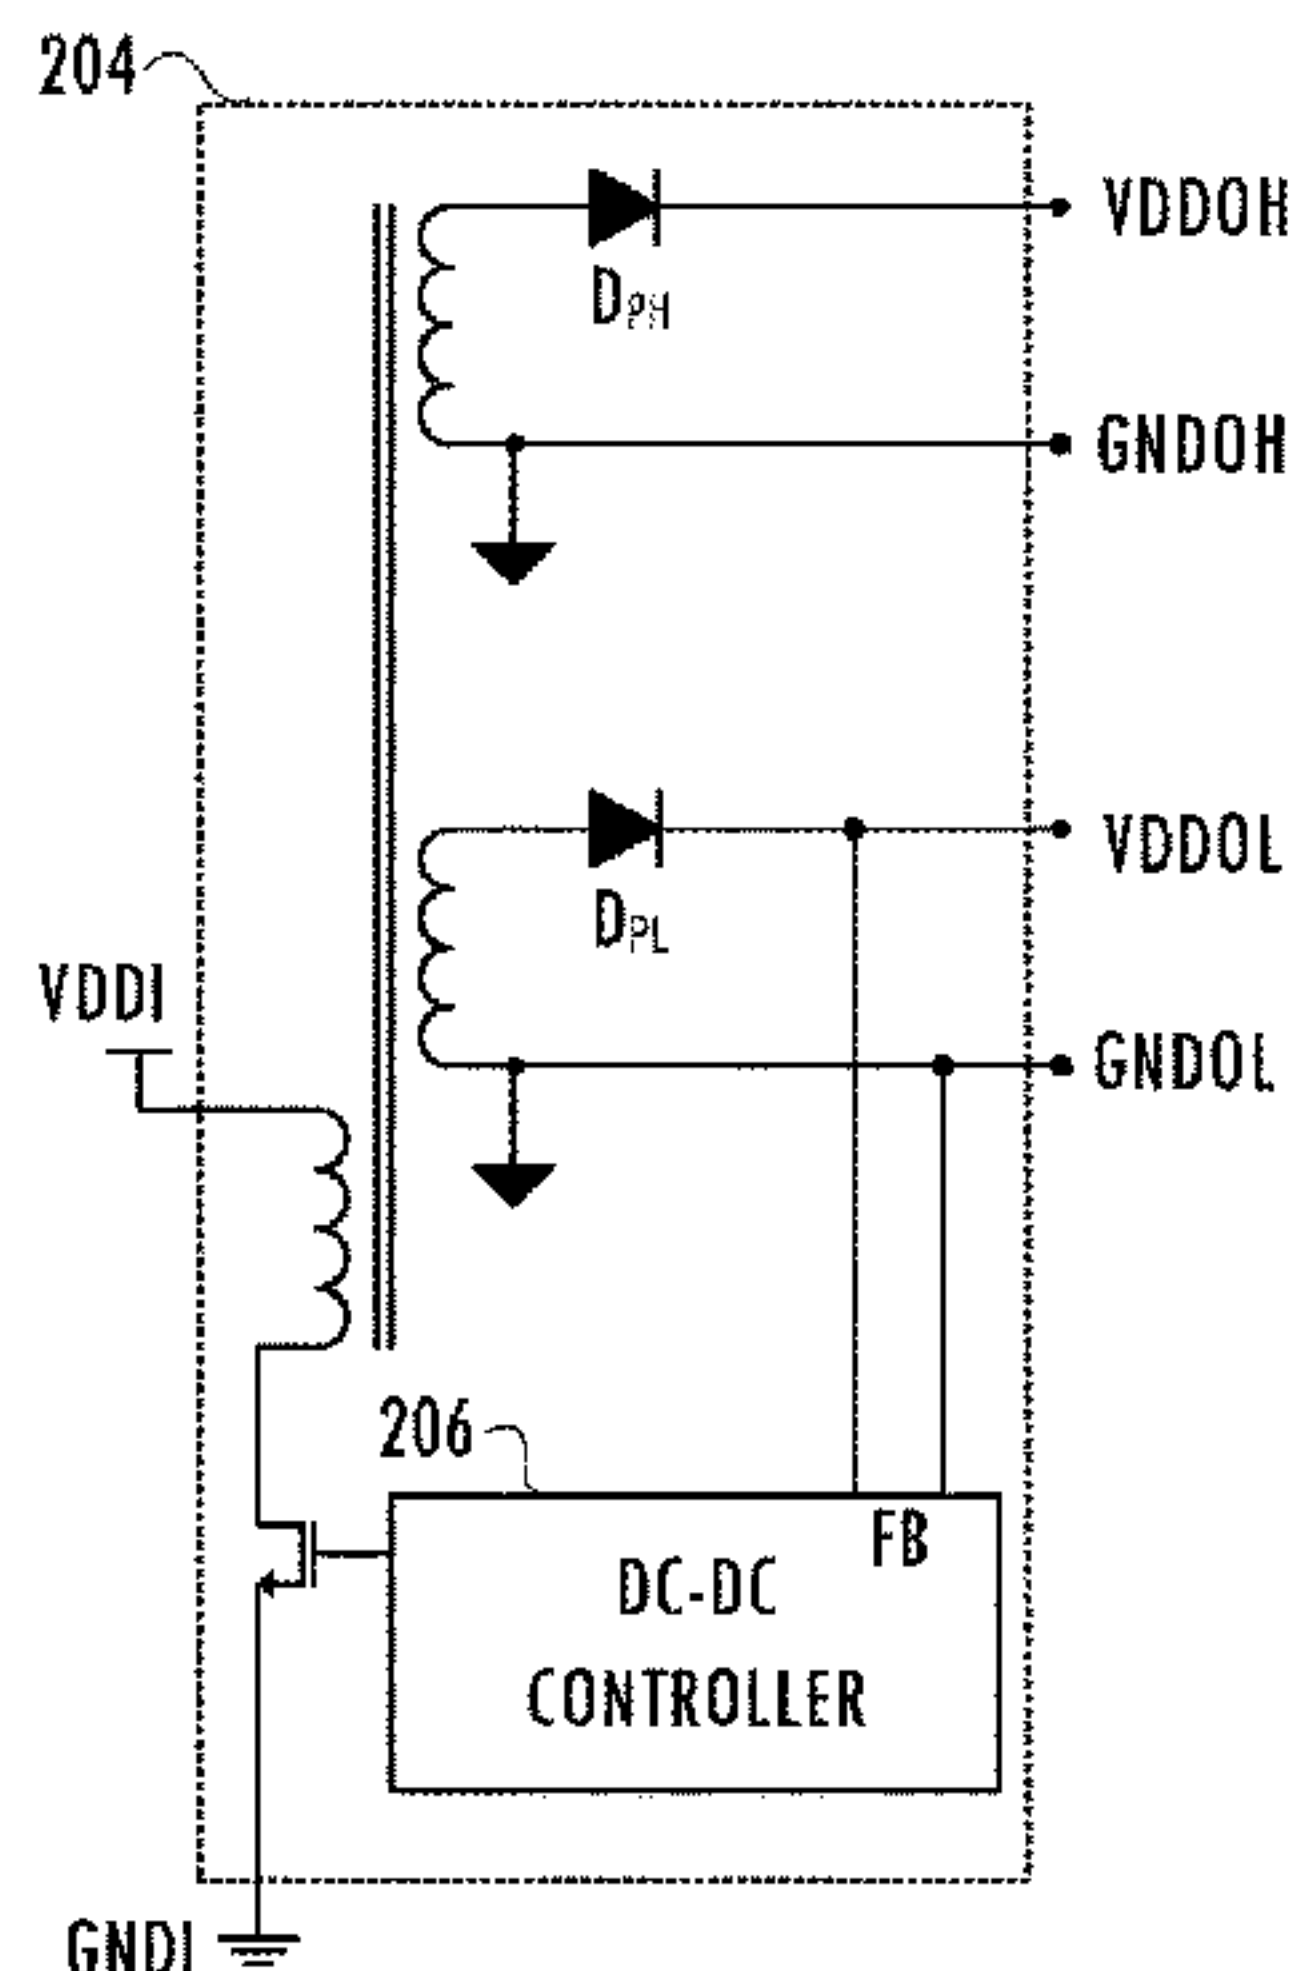 204
VDDOH
DPH
GNDOH
VDDOL
DPL
VDDI
GNDOL
206
FB
DC-DC
CONTROLLER
GNDI